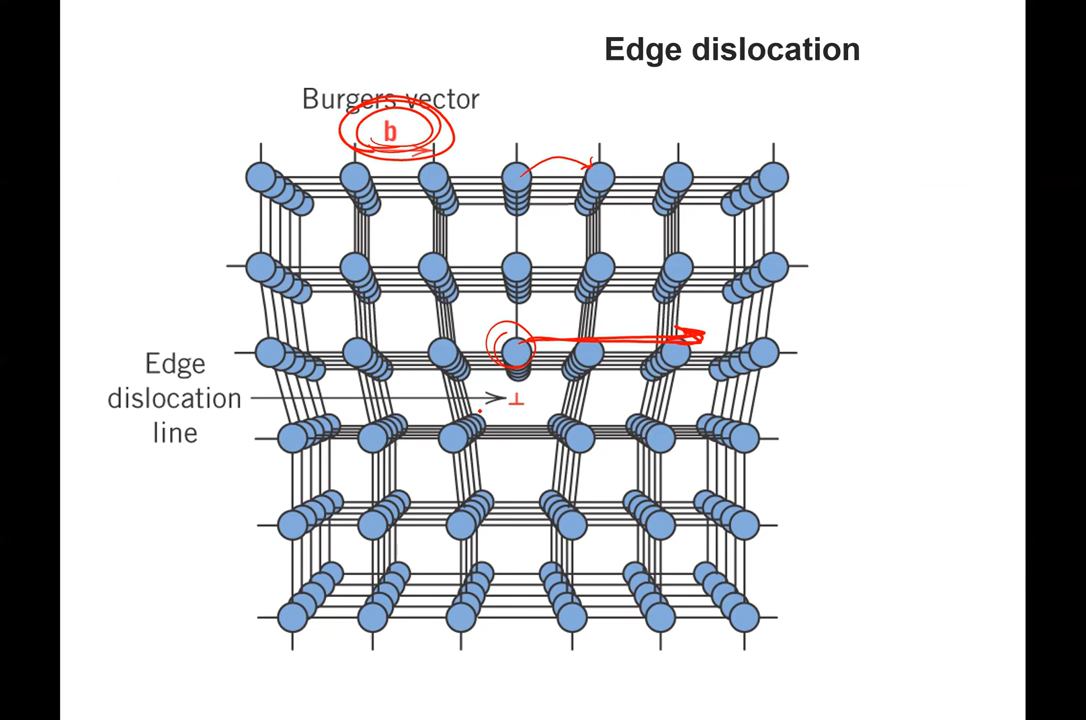 Edge dislocation
Burgers vector
b
Edge
dislocation
line
⊥